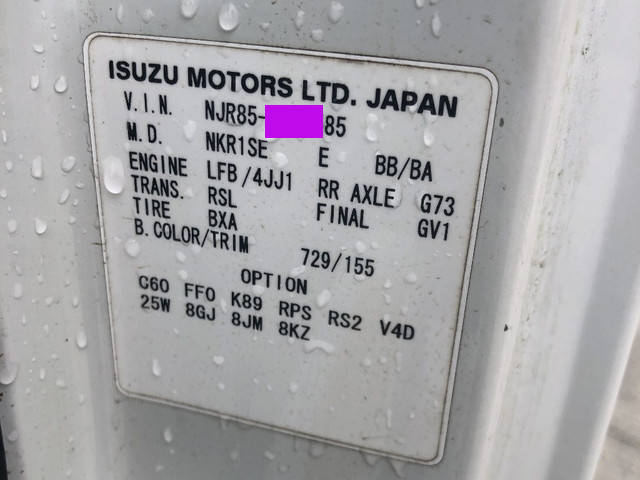 ISUZU MOTORS LTD. JAPAN
V.I.N. NJR85- 85
M.D. NKR1SE E BB/BA
ENGINE LFB/4JJ1 RR AXLE G73
TRANS. RSL FINAL GV1
TIRE BXA
B.COLOR/TRIM 729/155
OPTION
C60 FFO K89 RPS RS2 V4D
25W 8GJ 8JM 8KZ